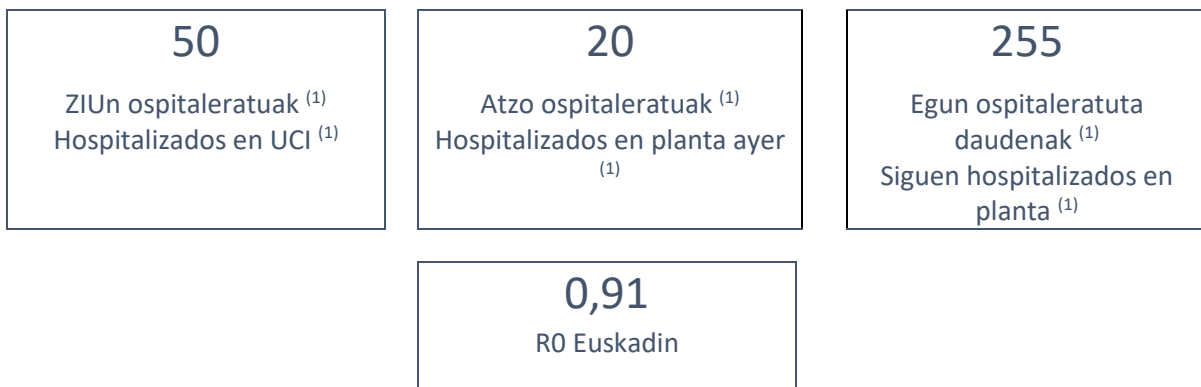 50
ZIUn ospitaleratuak (1)
Hospitalizados en UCI (1)
20
Atzo ospitaleratuak (1)
Hospitalizados en planta ayer
(1)
255
Egun ospitaleratuta
daudenak (1)
Siguen hospitalizados en
planta (1)
0,91
R0 Euskadin